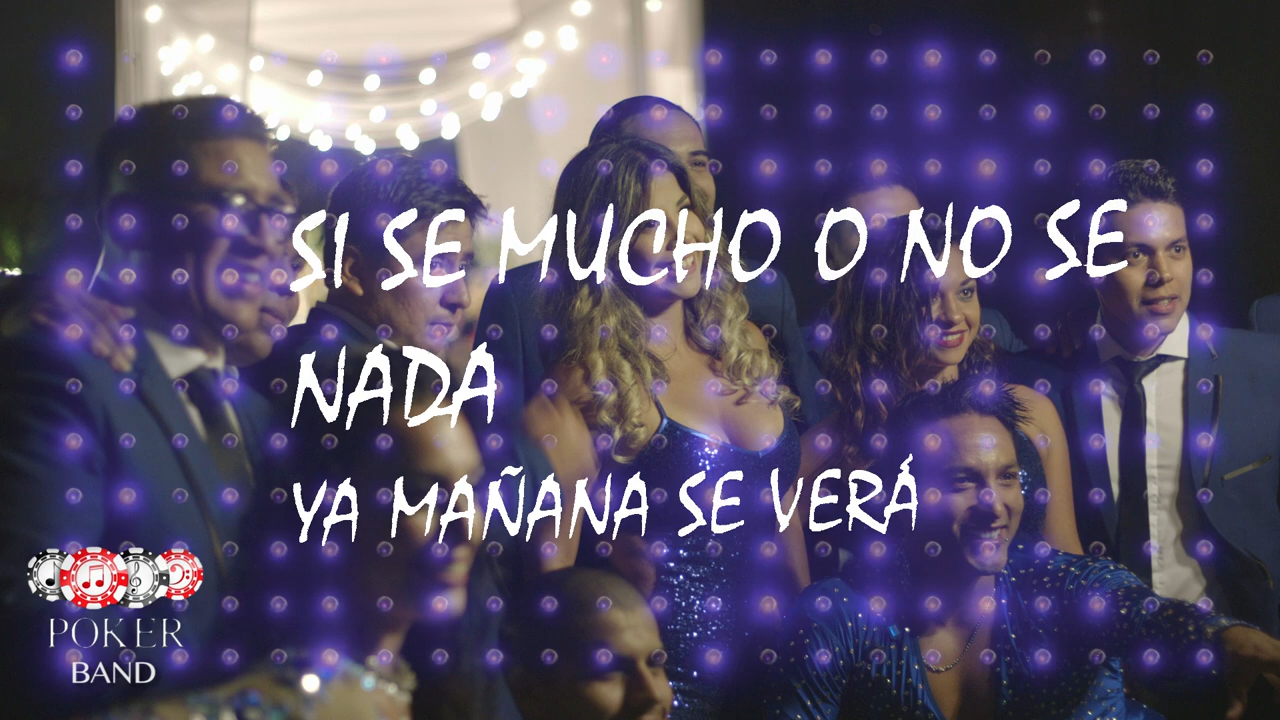 SI SE MUCHO O NO SE
NADA
YA MAÑANA SE VERÁ
POKER
BAND